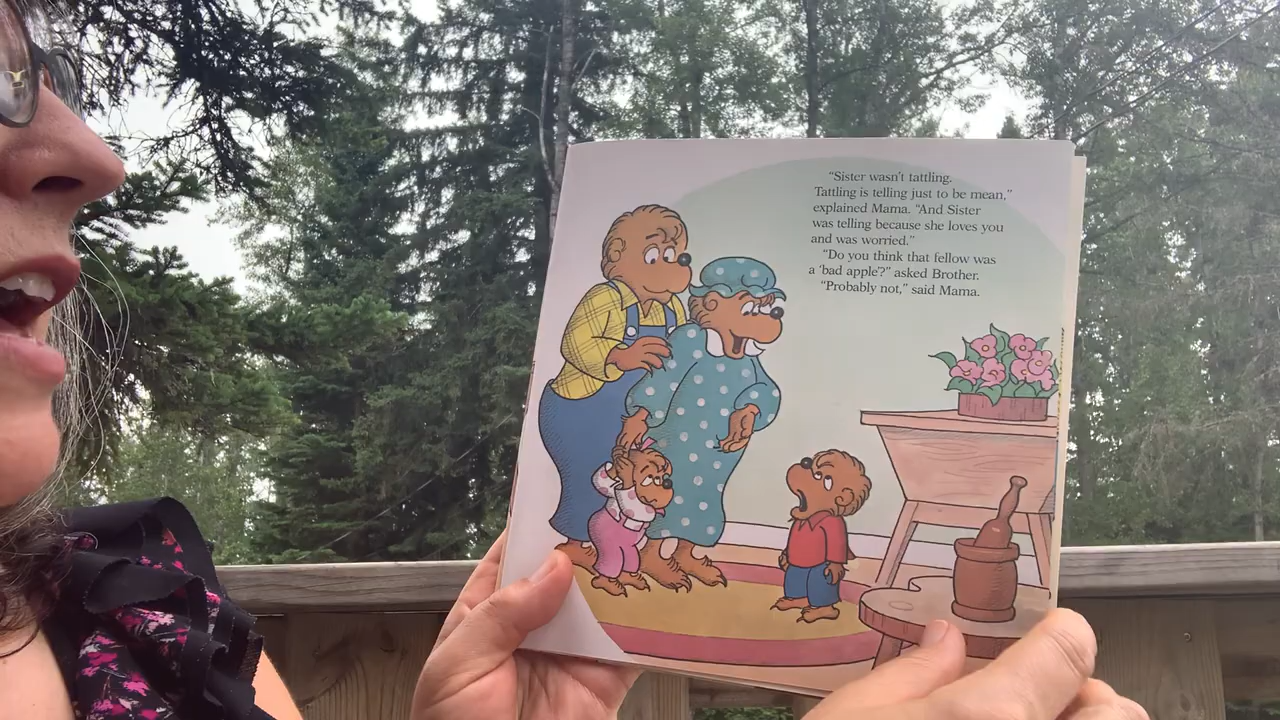 "Sister wasn't tattling.
Tattling is telling just to be mean,"
explained Mama. "And Sister
was telling because she loves you
and was worried."
"Do you think that fellow was
a 'bad apple'?" asked Brother.
"Probably not," said Mama.